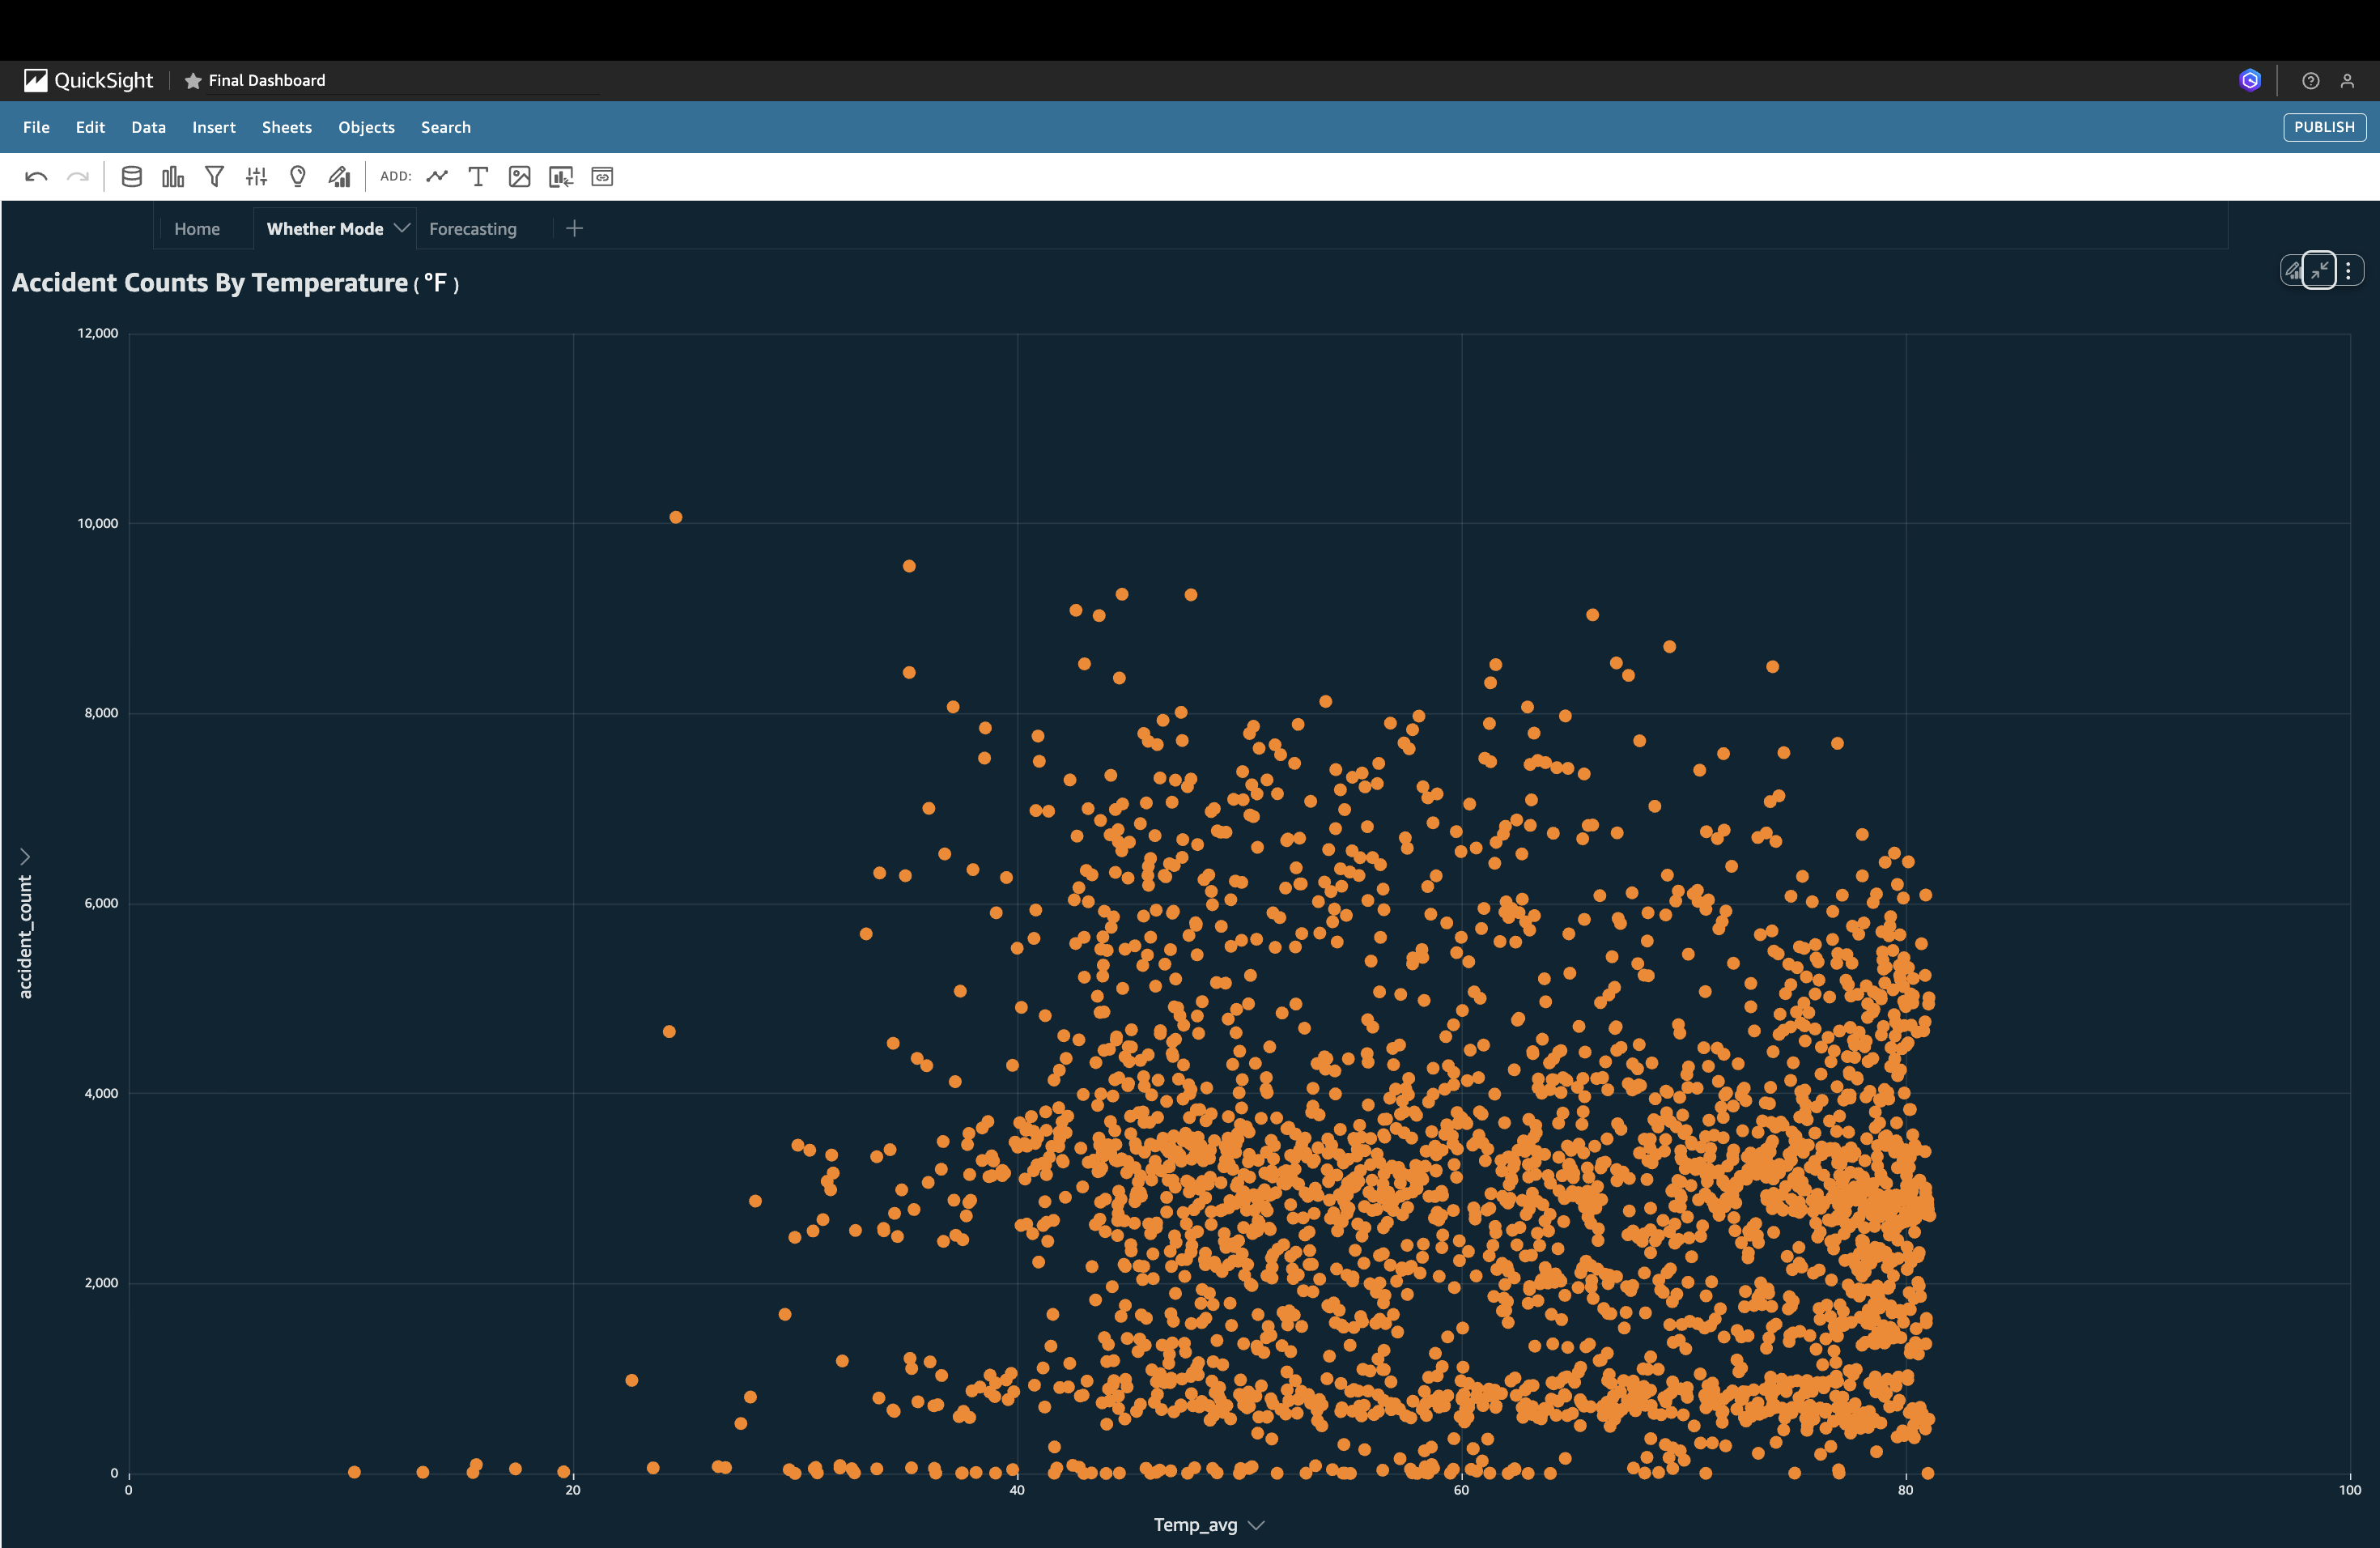 QuickSight Final Dashboard
File Edit Data Insert Sheets Objects Search PUBLISH
ADD:
Home Whether Mode Forecasting
Accident Counts By Temperature ( °F )
12,000
10,000
8,000
6,000
4,000
2,000
0
accident_count
0 20 40 60 80 100
Temp_avg